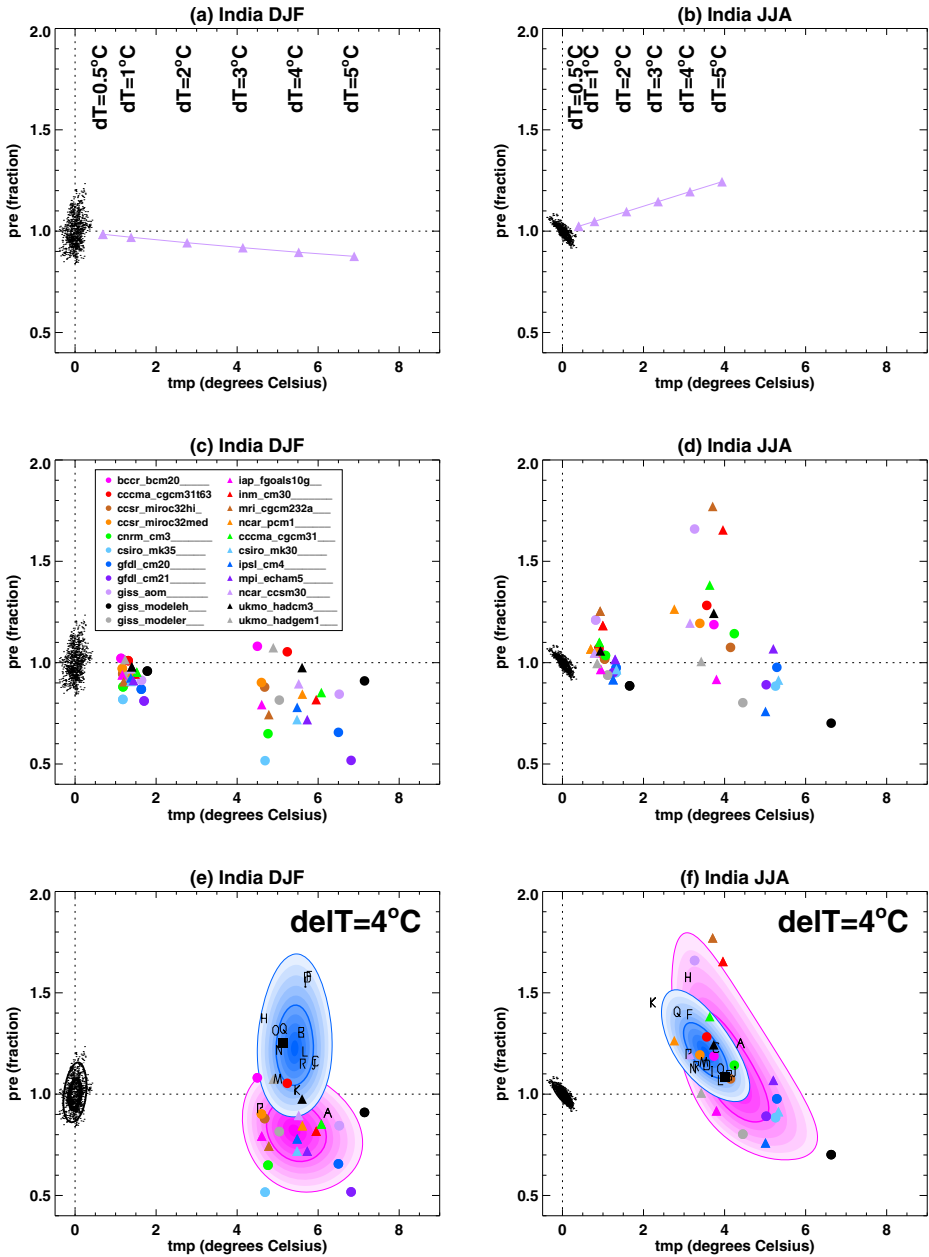 (a) India DJF
2.0
1.5
1.0
0.5
pre (fraction)
dT=0.5°C
dT=1°C
dT=2°C
dT=3°C
dT=4°C
dT=5°C
0 2 4 6 8
tmp (degrees Celsius)
(b) India JJA
2.0
1.5
1.0
0.5
pre (fraction)
dT=0.5°C
dT=1°C
dT=2°C
dT=3°C
dT=4°C
dT=5°C
0 2 4 6 8
tmp (degrees Celsius)
(c) India DJF
2.0
1.5
1.0
0.5
pre (fraction)
bccr_bcm20_____ iap_fgoals10g__
cccma_cgcm31t63 inm_cm30_______
ccsr_miroc32hi_ mri_cgcm232a___
ccsr_miroc32med ncar_pcm1______
cnrm_cm3_______ cccma_cgcm31___
csiro_mk35_____ csiro_mk30_____
gfdl_cm20______ ipsl_cm4_______
gfdl_cm21______ mpi_echam5_____
giss_aom_______ ncar_ccsm30____
giss_modeleh___ ukmo_hadcm3____
giss_modeler___ ukmo_hadgem1___
0 2 4 6 8
tmp (degrees Celsius)
(d) India JJA
2.0
1.5
1.0
0.5
pre (fraction)
0 2 4 6 8
tmp (degrees Celsius)
(e) India DJF
delT=4°C
2.0
1.5
1.0
0.5
pre (fraction)
H
O Q B
N L
R
M
K
P A
0 2 4 6 8
tmp (degrees Celsius)
(f) India JJA
delT=4°C
2.0
1.5
1.0
0.5
pre (fraction)
H
K
Q F
A
P E
N
M
O
J
0 2 4 6 8
tmp (degrees Celsius)